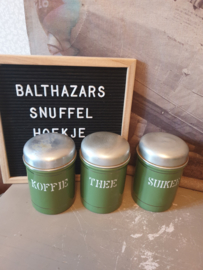 BALTHAZARS
SNUFFEL
HOEKJE
KOFFIE THEE SUIKER